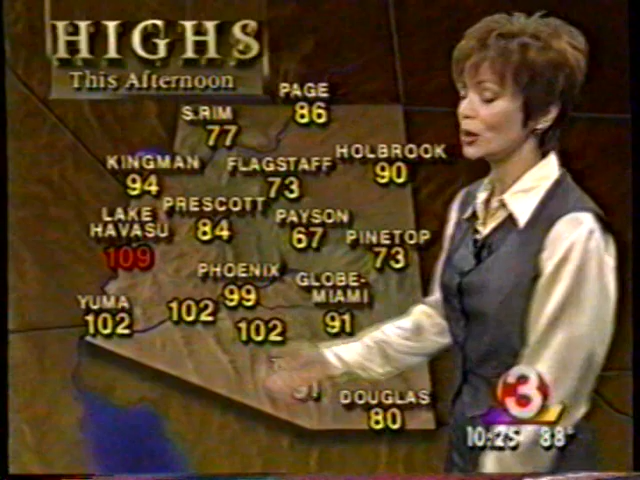 HIGHS
This Afternoon
PAGE
86
S.RIM
77
KINGMAN
94
FLAGSTAFF
73
HOLBROOK
90
LAKE
HAVASU
109
PRESCOTT
84
PAYSON
67
PINETOP
73
PHOENIX
99
GLOBE-
MIAMI
91
YUMA
102
102
102
DOUGLAS
80
3
10:25 88°